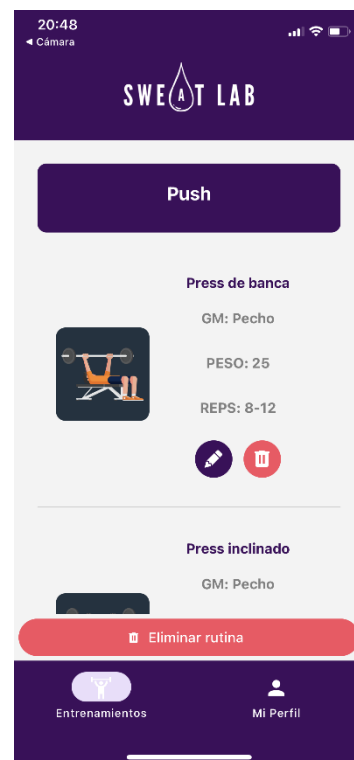 20:48
◀ Cámara
SWEAT LAB
Push
Press de banca
GM: Pecho
PESO: 25
REPS: 8-12
Press inclinado
GM: Pecho
Eliminar rutina
Entrenamientos
Mi Perfil